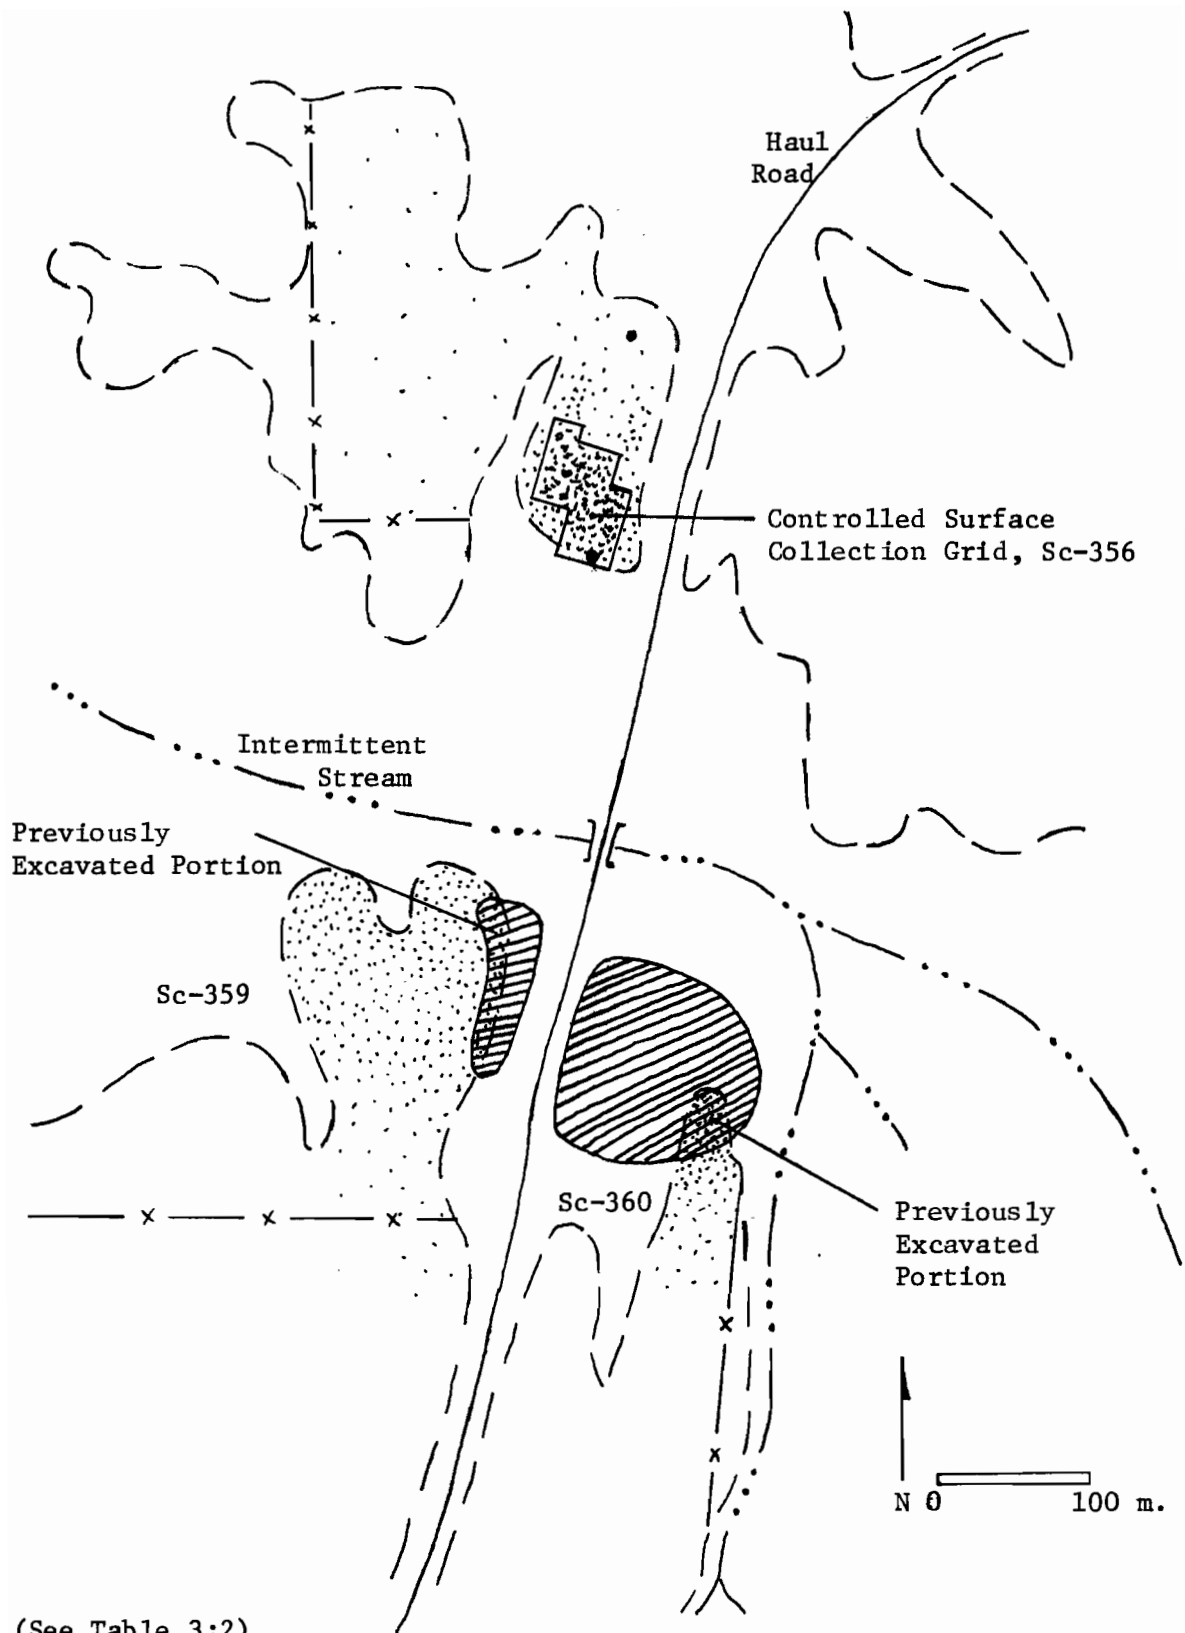 Haul
Road
Controlled Surface
Collection Grid, Sc-356
Intermittent
Stream
Previously
Excavated Portion
Sc-359
Sc-360
Previously
Excavated
Portion
N 0 100 m.
(See Table 3:2)